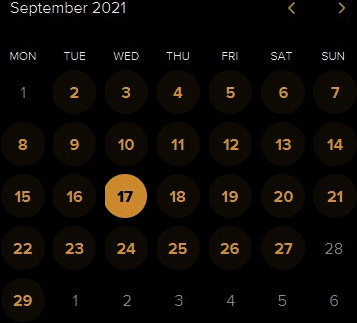 September 2021
MON TUE WED THU FRI SAT SUN
1 2 3 4 5 6 7
8 9 10 11 12 13 14
15 16 17 18 19 20 21
22 23 24 25 26 27 28
29 1 2 3 4 5 6